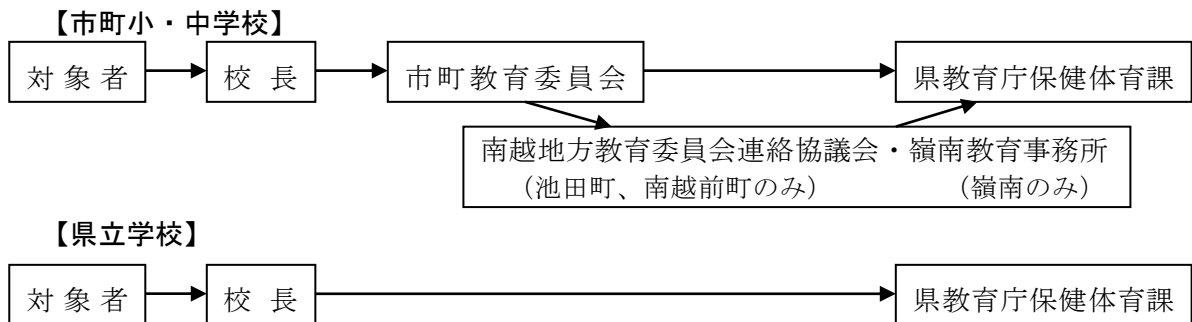 【市町小・中学校】
対象者 校長 市町教育委員会 県教育庁保健体育課
南越地方教育委員会連絡協議会・嶺南教育事務所
（池田町、南越前町のみ） （嶺南のみ）
【県立学校】
対象者 校長 県教育庁保健体育課